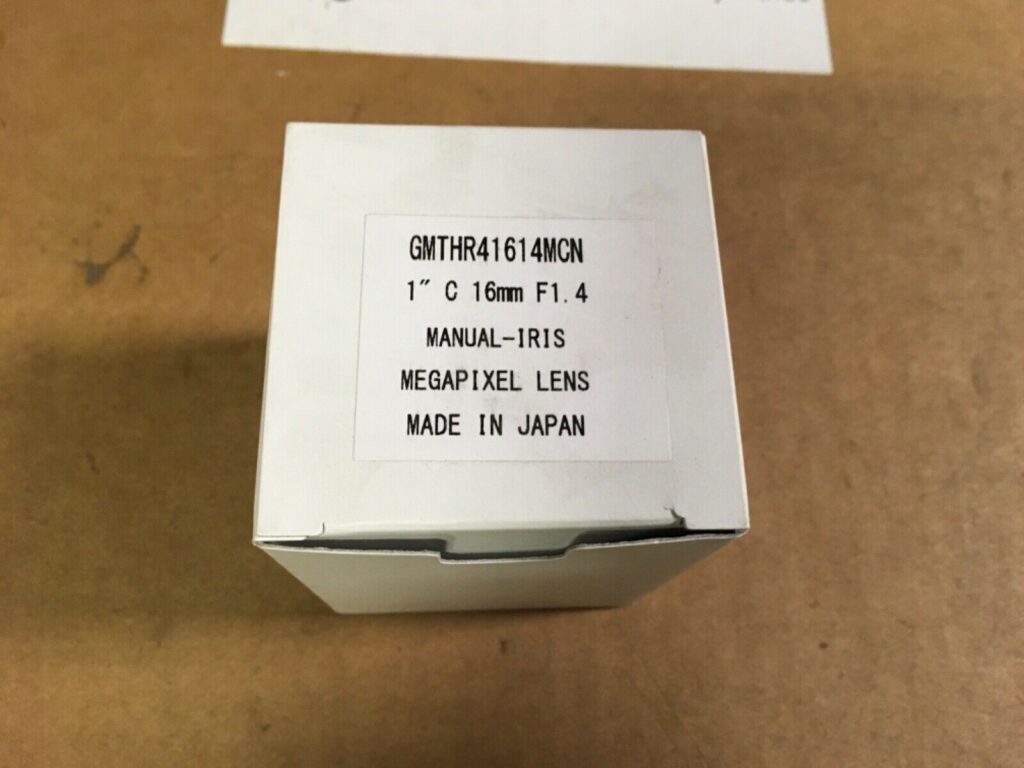 GMTHR41614MCN
1" C 16mm F1.4
MANUAL-IRIS
MEGAPIXEL LENS
MADE IN JAPAN